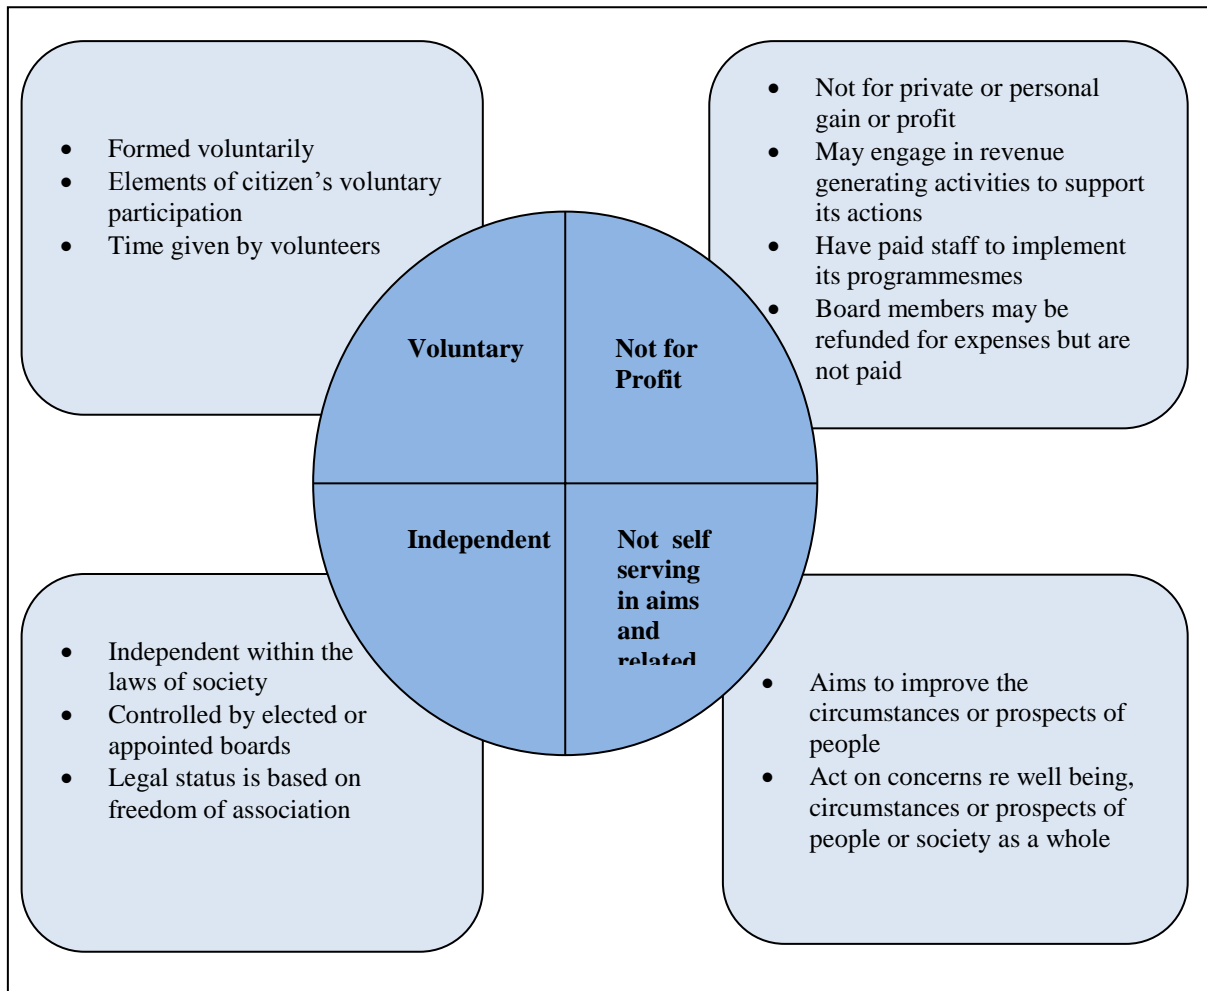 • Formed voluntarily
• Elements of citizen’s voluntary
participation
• Time given by volunteers
• Not for private or personal
gain or profit
• May engage in revenue
generating activities to support
its actions
• Have paid staff to implement
its programmesmes
• Board members may be
refunded for expenses but are
not paid
Voluntary
Not for
Profit
Independent
Not self
serving
in aims
and
related
• Independent within the
laws of society
• Controlled by elected or
appointed boards
• Legal status is based on
freedom of association
• Aims to improve the
circumstances or prospects of
people
• Act on concerns re well being,
circumstances or prospects of
people or society as a whole